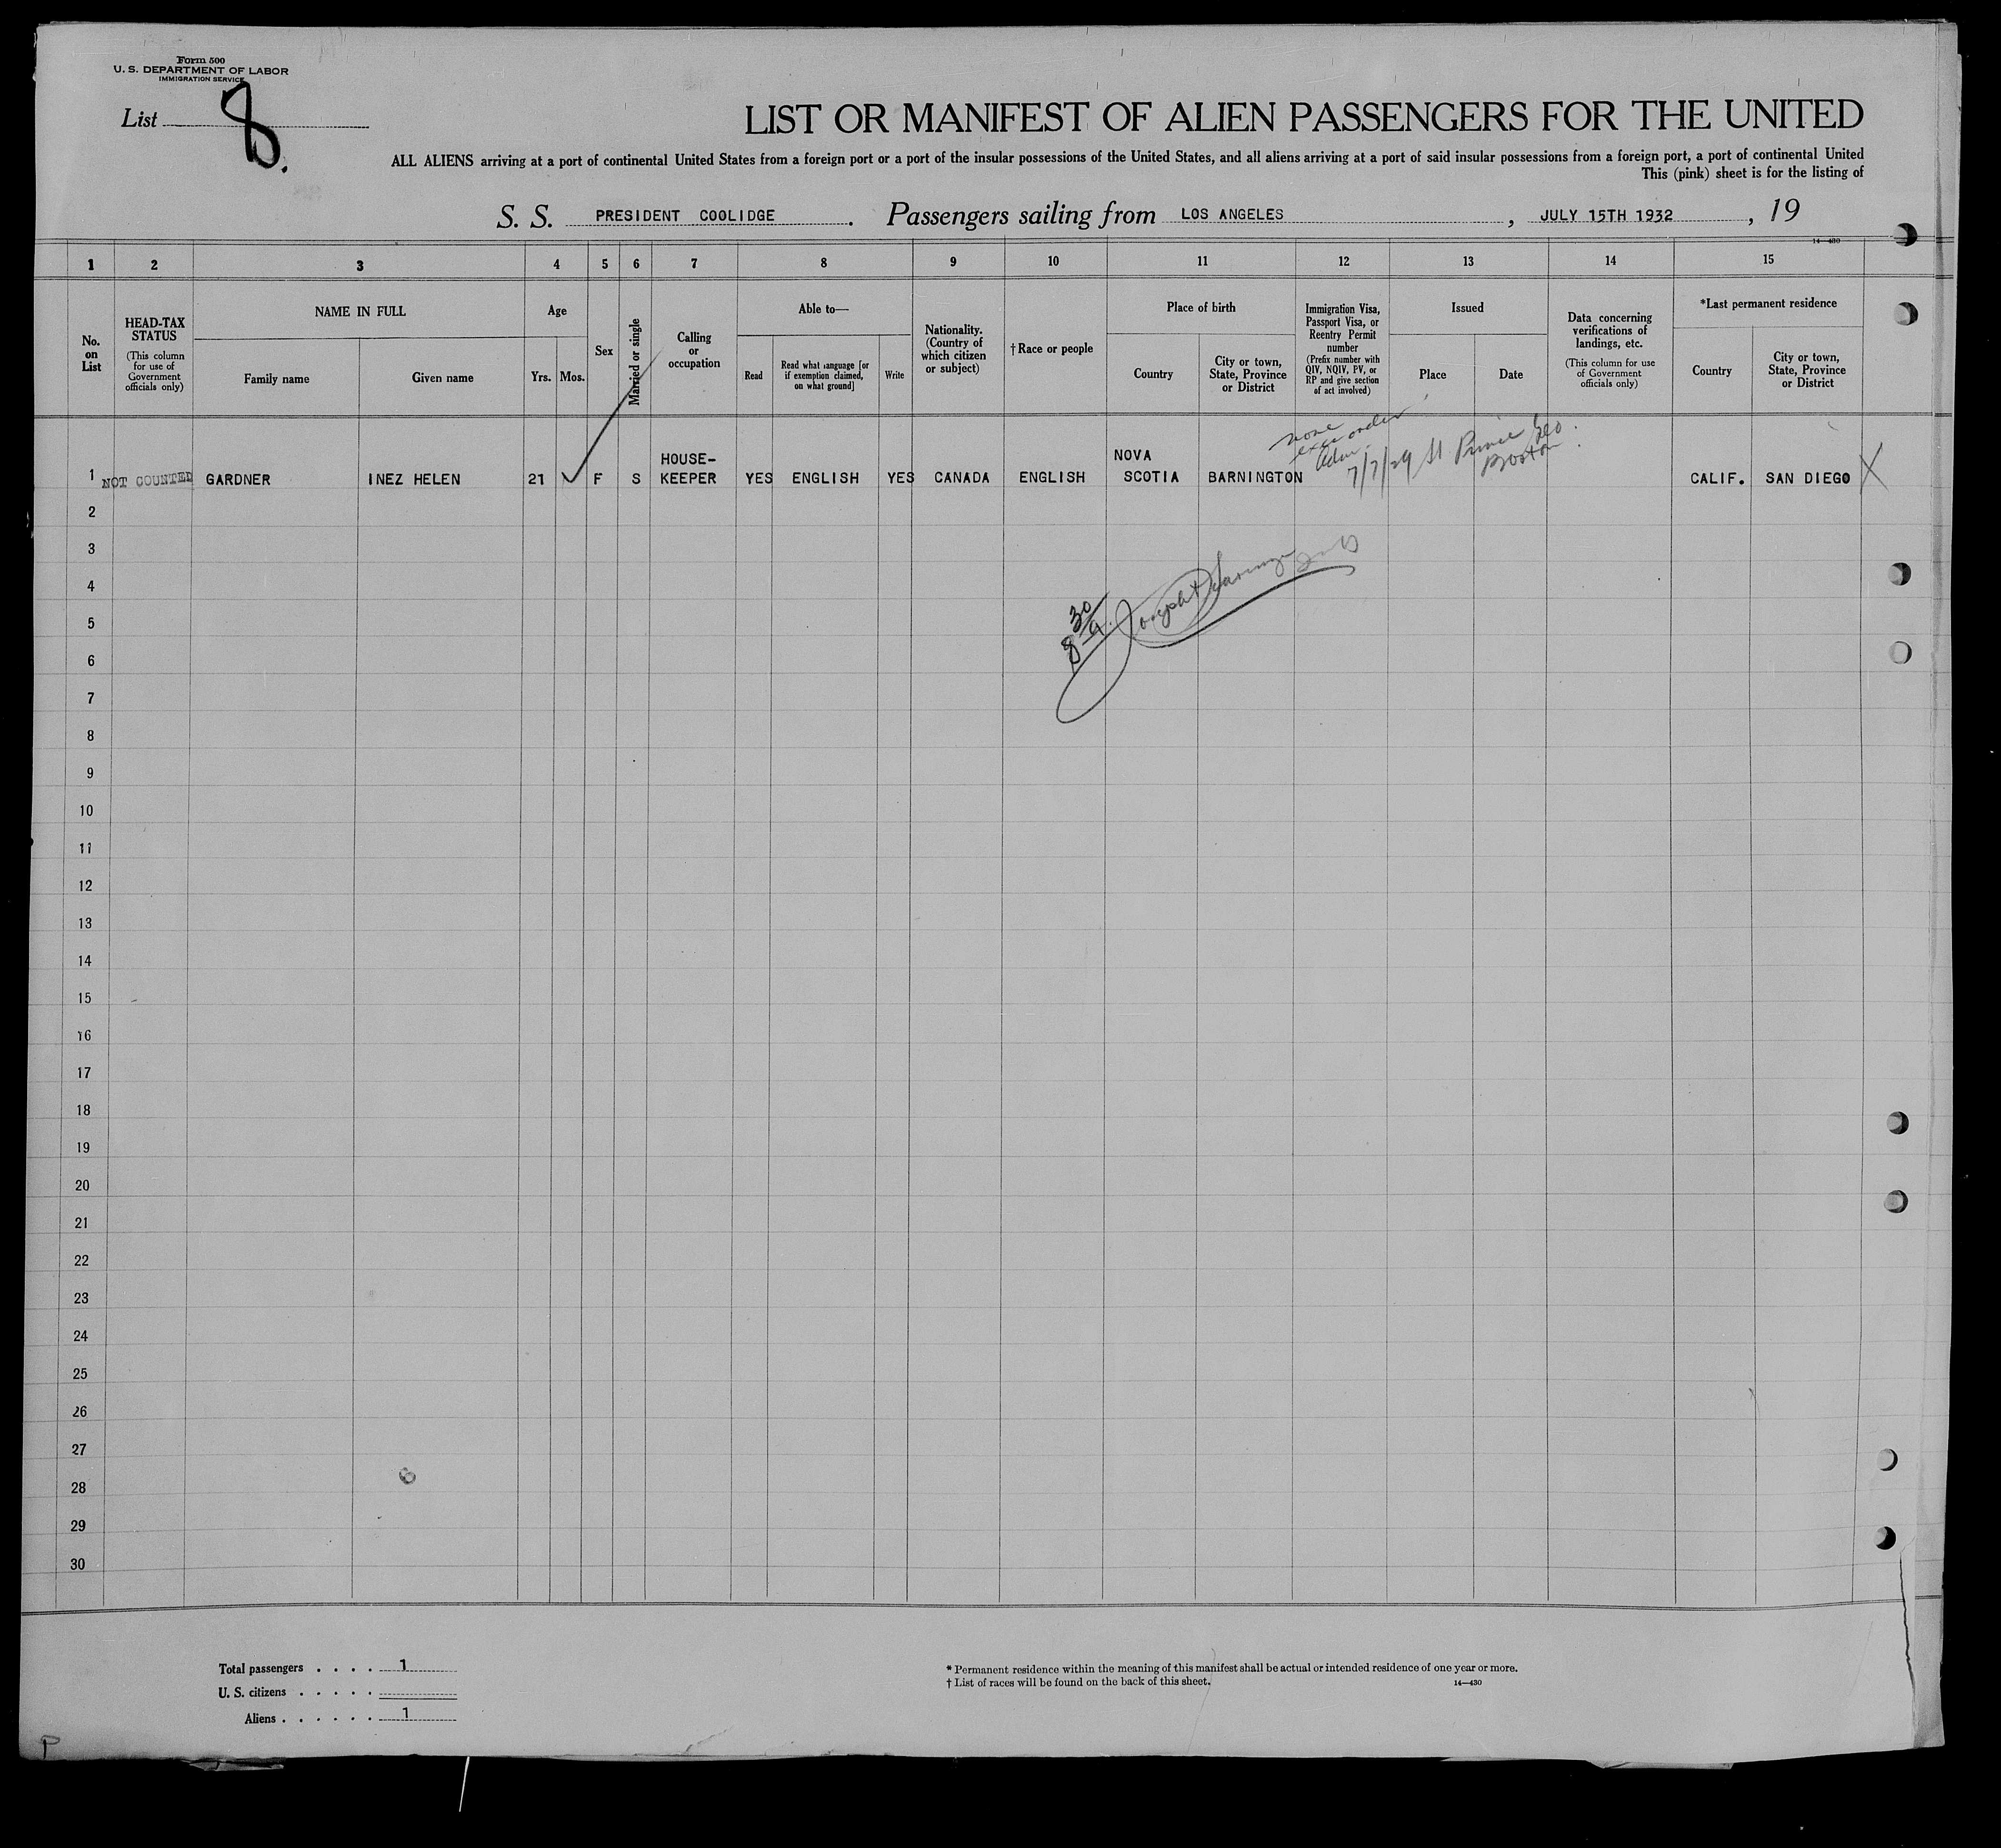 Form 500
U. S. DEPARTMENT OF LABOR
IMMIGRATION SERVICE
List 8.
LIST OR MANIFEST OF ALIEN PASSENGERS FOR THE UNITED
ALL ALIENS arriving at a port of continental United States from a foreign port or a port of the insular possessions of the United States, and all aliens arriving at a port of said insular possessions from a foreign port, a port of continental United
This (pink) sheet is for the listing of
S. S. PRESIDENT COOLIDGE. Passengers sailing from LOS ANGELES, JULY 15TH 1932, 19
14—430
1 2 3 4 5 6 7 8 9 10 11 12 13 14 15
No. on List
HEAD-TAX STATUS (This column for use of Government officials only)
NAME IN FULL
Family name Given name
Age
Yrs. Mos.
Sex
Married or single
Calling or occupation
Able to—
Read Read what language [or if exemption claimed, on what ground] Write
Nationality. (Country of which citizen or subject)
†Race or people
Place of birth
Country City or town, State, Province or District
Immigration Visa, Passport Visa, or Reentry Permit number (Prefix number with QIV, NQIV, PV, or RP and give section of act involved)
Issued
Place Date
Data concerning verifications of landings, etc. (This column for use of Government officials only)
*Last permanent residence
Country City or town, State, Province or District
none
exec order
Adm. 7/7/29 St Prince Geo.
Boston
1 NOT COUNTED GARDNER INEZ HELEN 21 F S HOUSE-KEEPER YES ENGLISH YES CANADA ENGLISH NOVA SCOTIA BARNINGTON CALIF. SAN DIEGO X
2
3
4
8 30/a. Joseph
5
6
7
8
9
10
11
12
13
14
15
16
17
18
19
20
21
22
23
24
25
26
27
28
29
30
Total passengers . . . . 1
U. S. citizens . . . . .
Aliens . . . . . . 1
* Permanent residence within the meaning of this manifest shall be actual or intended residence of one year or more.
† List of races will be found on the back of this sheet.
14—430
P